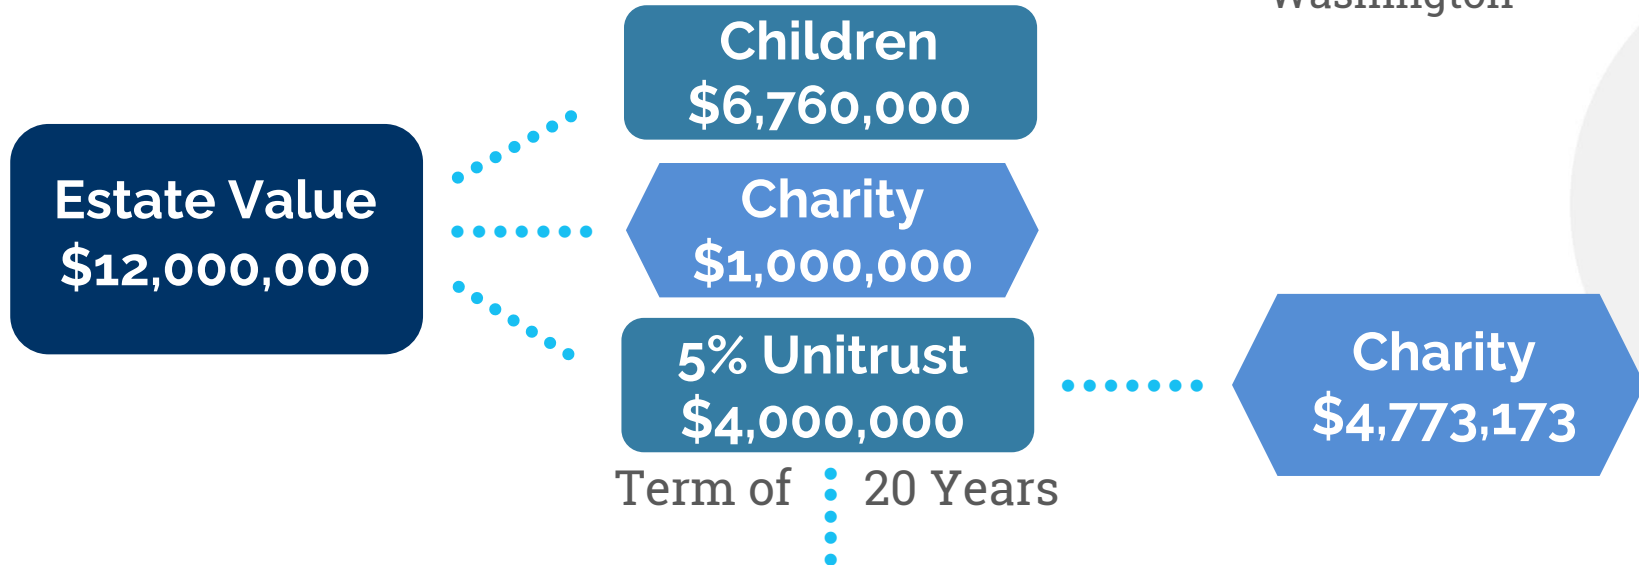 Washington
Children
$6,760,000
Estate Value
$12,000,000
Charity
$1,000,000
5% Unitrust
$4,000,000
Charity
$4,773,173
Term of 20 Years